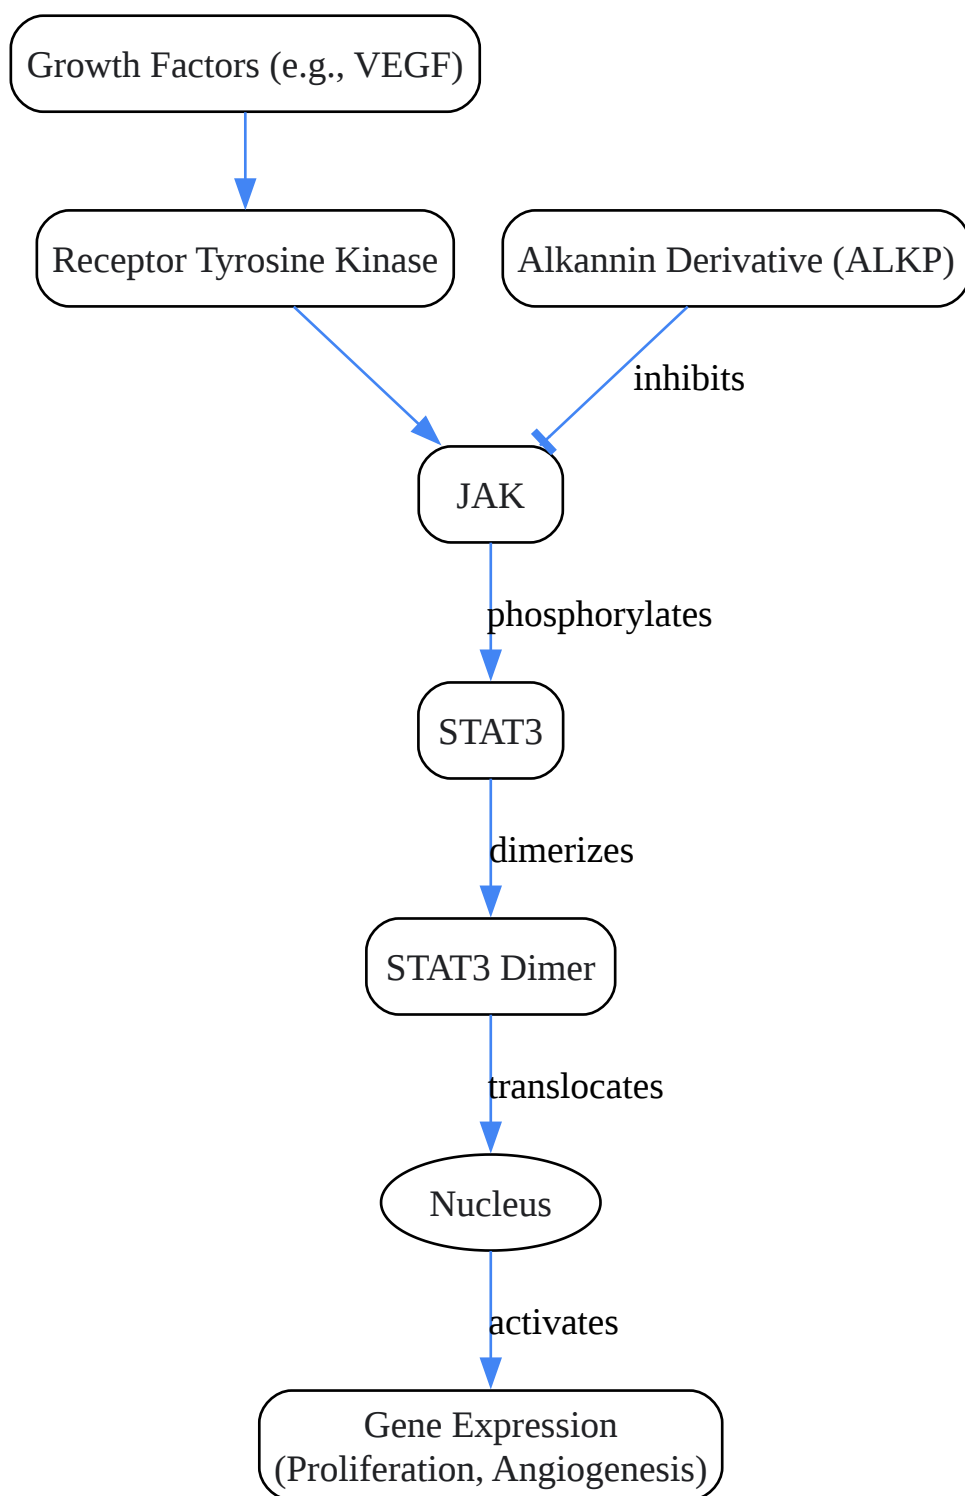 Growth Factors (e.g., VEGF)
Receptor Tyrosine Kinase
Alkannin Derivative (ALKP)
inhibits
JAK
phosphorylates
STAT3
dimerizes
STAT3 Dimer
translocates
Nucleus
activates
Gene Expression
(Proliferation, Angiogenesis)